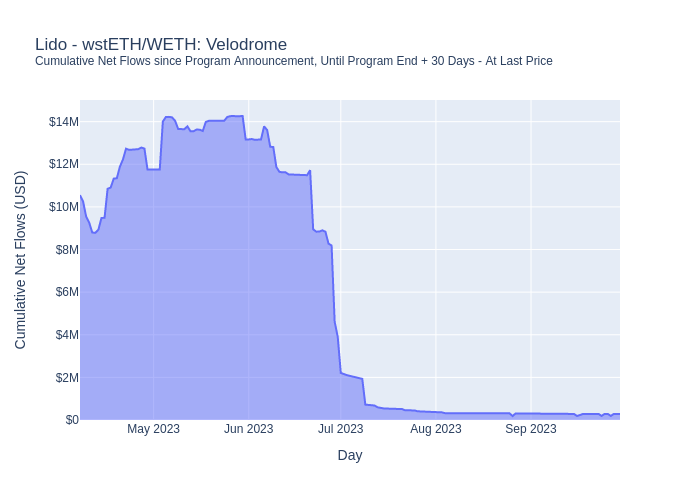 Lido - wstETH/WETH: Velodrome
Cumulative Net Flows since Program Announcement, Until Program End + 30 Days - At Last Price
$14M
$12M
$10M
$8M
$6M
$4M
$2M
$0
Cumulative Net Flows (USD)
May 2023
Jun 2023
Jul 2023
Aug 2023
Sep 2023
Day